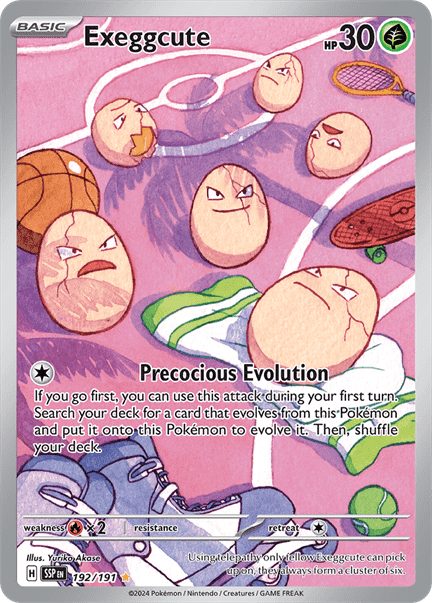 BASIC
Exeggcute
HP 30
Precocious Evolution
If you go first, you can use this attack during your first turn.
Search your deck for a card that evolves from this Pokémon
and put it onto this Pokémon to evolve it. Then, shuffle
your deck.
weakness ×2 resistance retreat
Illus. Yuriko Akase
H SSP EN 192/191
Using telepathy only fellow Exeggcute can pick
up on, they always form a cluster of six.
©2024 Pokémon / Nintendo / Creatures / GAME FREAK